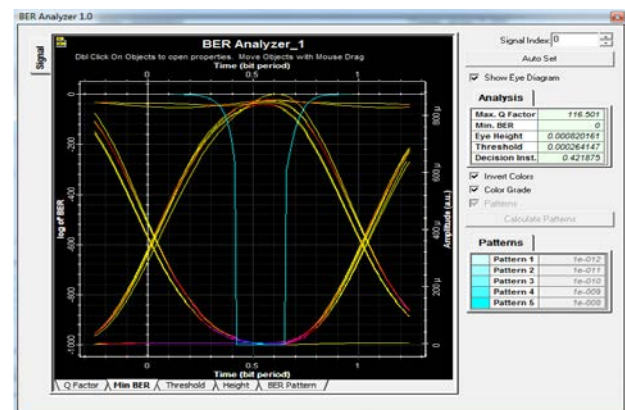 BER Analyzer 1.0
Signal
BER Analyzer_1
Dbl Click On Objects to open properties. Move Objects with Mouse Drag
Time (bit period)
0 0.5 1
log of BER
0
-200
-400
-600
-800
-1000
Amplitude (a.u.)
800 µ
600 µ
400 µ
200 µ
0
0 0.5 1
Time (bit period)
Q Factor Min BER Threshold Height BER Pattern
Signal Index: 0
Auto Set
Show Eye Diagram
Analysis
Max. Q Factor 116.501
Min. BER 0
Eye Height 0.000820161
Threshold 0.000264147
Decision Inst. 0.421875
Invert Colors
Color Grade
Patterns
Calculate Patterns
Patterns
Pattern 1 1e-012
Pattern 2 1e-011
Pattern 3 1e-010
Pattern 4 1e-009
Pattern 5 1e-008